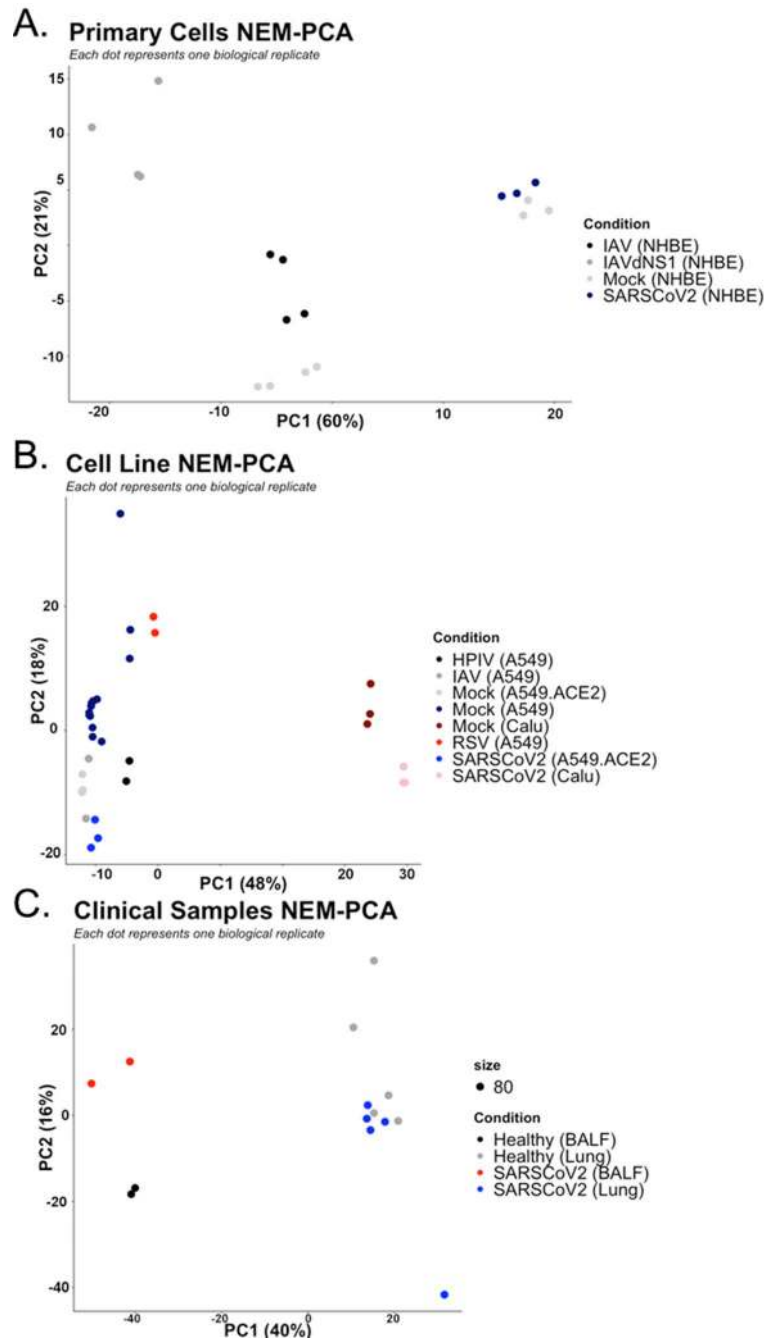 A.
Primary Cells NEM-PCA
Each dot represents one biological replicate
15
10
5
-5
-10
PC2 (21%)
-20
10
20
PC1 (60%)
Condition
IAV (NHBE)
IAVdNS1 (NHBE)
Mock (NHBE)
SARSCoV2 (NHBE)
B.
Cell Line NEM-PCA
Each dot represents one biological replicate
20
0
-20
PC2 (18%)
-10
0
20
30
PC1 (48%)
Condition
HPIV (A549)
IAV (A549)
Mock (A549.ACE2)
Mock (A549)
Mock (Calu)
RSV (A549)
SARSCoV2 (A549.ACE2)
SARSCoV2 (Calu)
C.
Clinical Samples NEM-PCA
Each dot represents one biological replicate
20
0
-20
-40
PC2 (16%)
-40
0
20
PC1 (40%)
size
80
Condition
Healthy (BALF)
Healthy (Lung)
SARSCoV2 (BALF)
SARSCoV2 (Lung)